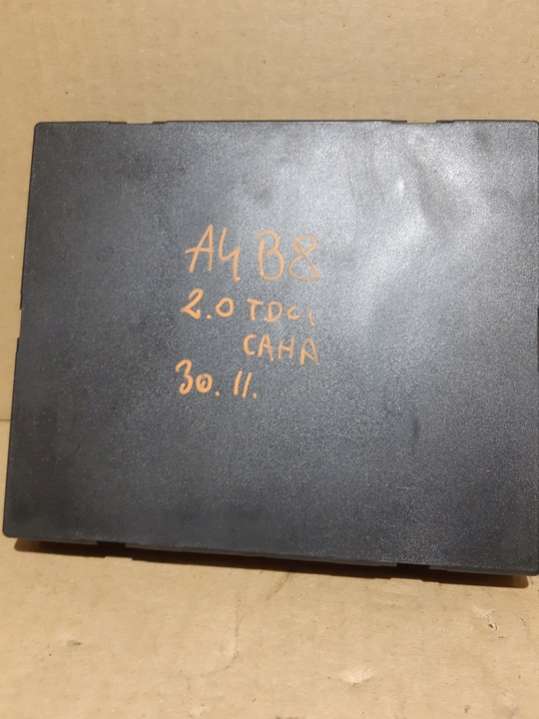 A4 B8
2.0 TDCi
CAHA
30.11.